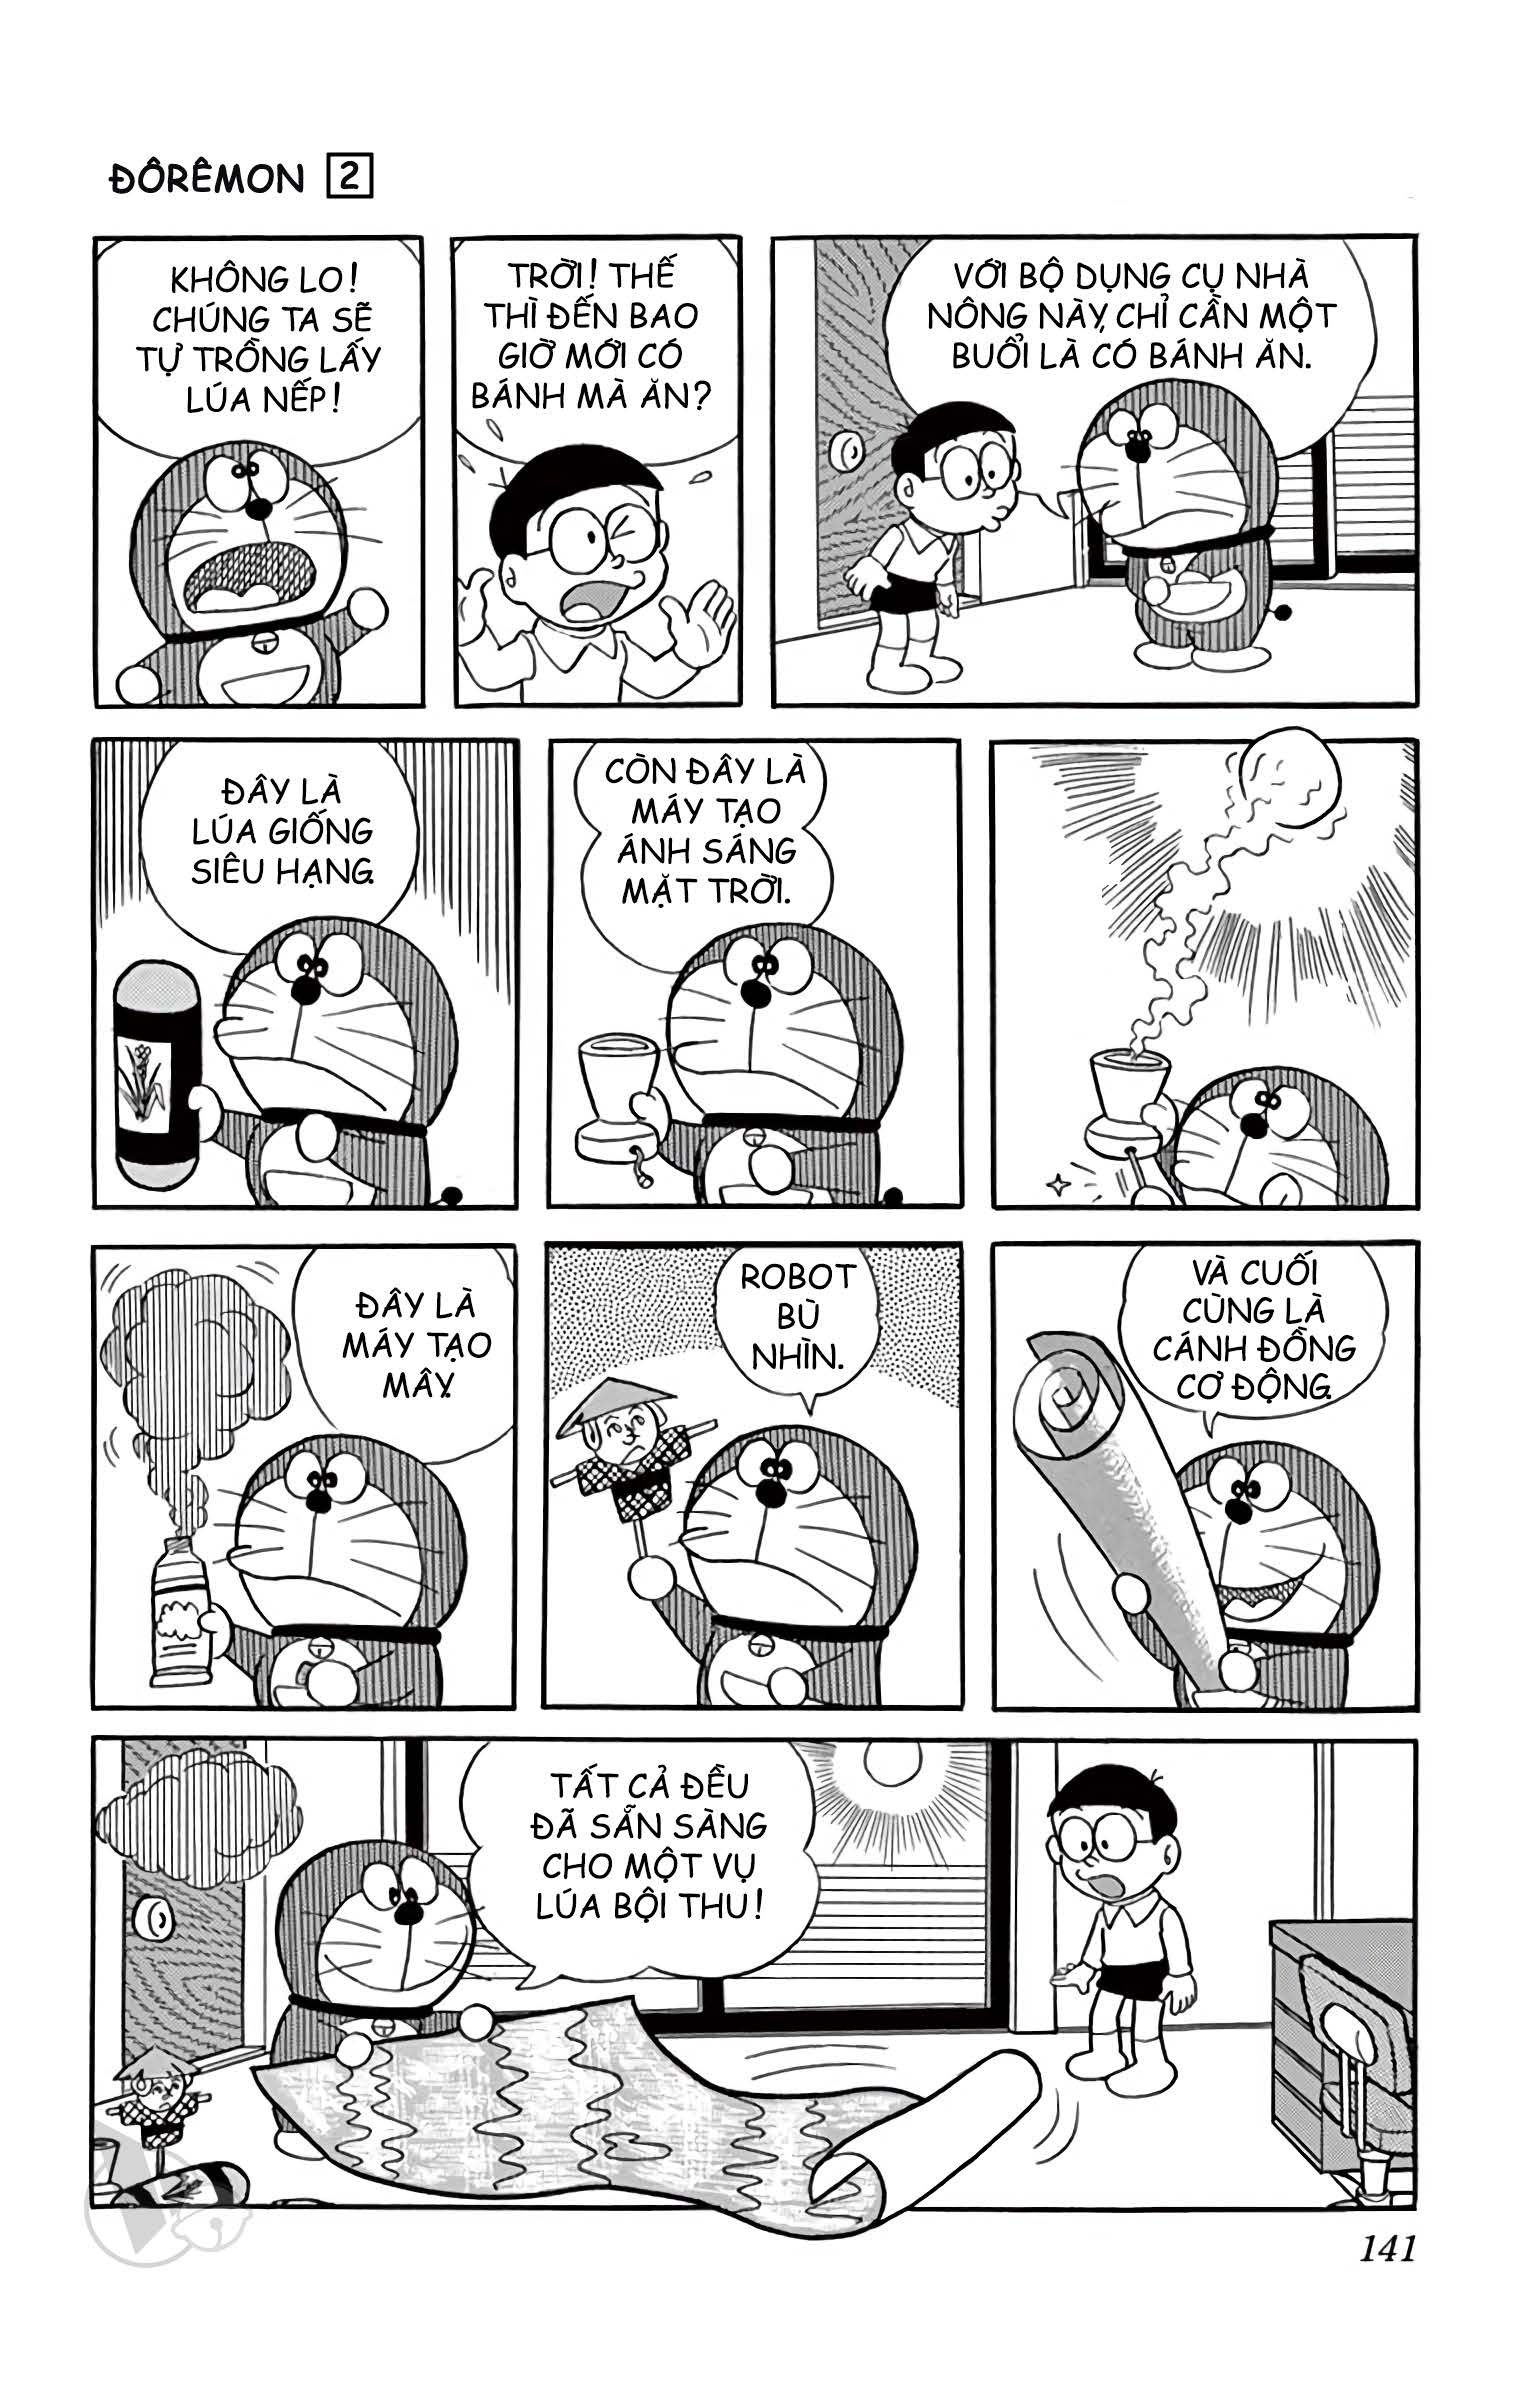 ĐÔRÊMON 2
KHÔNG LO!
CHÚNG TA SẼ
TỰ TRỒNG LẤY
LÚA NẾP!
TRỜI! THẾ
THÌ ĐẾN BAO
GIỜ MỚI CÓ
BÁNH MÀ ĂN?
VỚI BỘ DỤNG CỤ NHÀ
NÔNG NÀY, CHỈ CẦN MỘT
BUỔI LÀ CÓ BÁNH ĂN.
ĐÂY LÀ
LÚA GIỐNG
SIÊU HẠNG.
CÒN ĐÂY LÀ
MÁY TẠO
ÁNH SÁNG
MẶT TRỜI.
ĐÂY LÀ
MÁY TẠO
MÂY.
ROBOT
BÙ
NHÌN.
VÀ CUỐI
CÙNG LÀ
CÁNH ĐỒNG
CƠ ĐỘNG.
TẤT CẢ ĐỀU
ĐÃ SẴN SÀNG
CHO MỘT VỤ
LÚA BỘI THU!
141